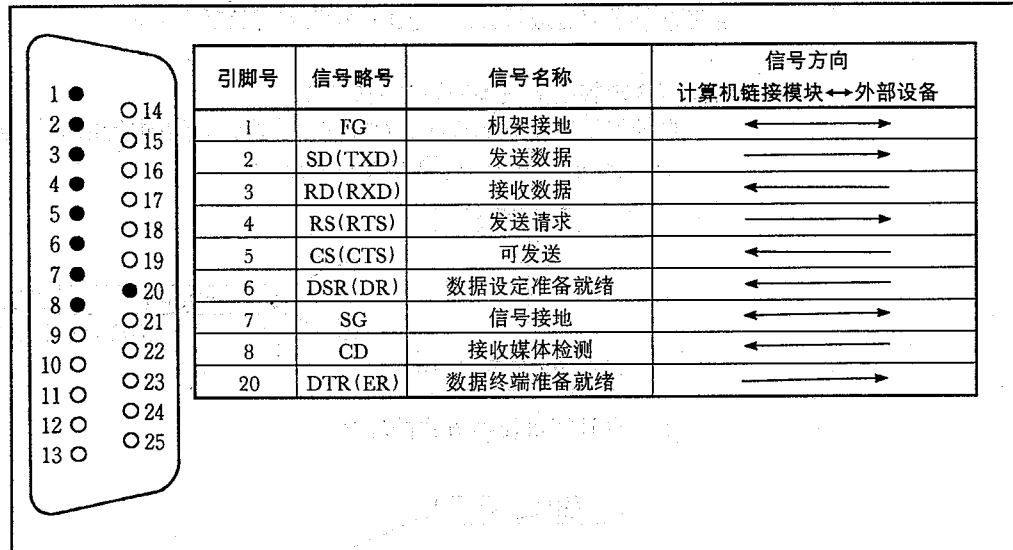 引脚号 信号略号 信号名称 信号方向
计算机链接模块↔外部设备
1 FG 机架接地 ↔
2 SD(TXD) 发送数据 →
3 RD(RXD) 接收数据 ←
4 RS(RTS) 发送请求 →
5 CS(CTS) 可发送 ←
6 DSR(DR) 数据设定准备就绪 ←
7 SG 信号接地 ↔
8 CD 接收媒体检测 ←
20 DTR(ER) 数据终端准备就绪 →
1
2
3
4
5
6
7
8
9
10
11
12
13
14
15
16
17
18
19
20
21
22
23
24
25